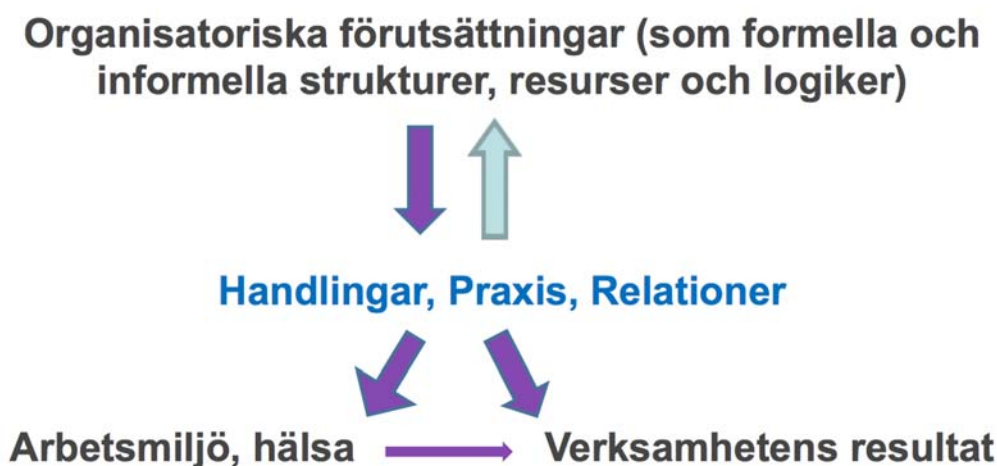 Organisatoriska förutsättningar (som formella och
informella strukturer, resurser och logiker)
Handlingar, Praxis, Relationer
Arbetsmiljö, hälsa
Verksamhetens resultat